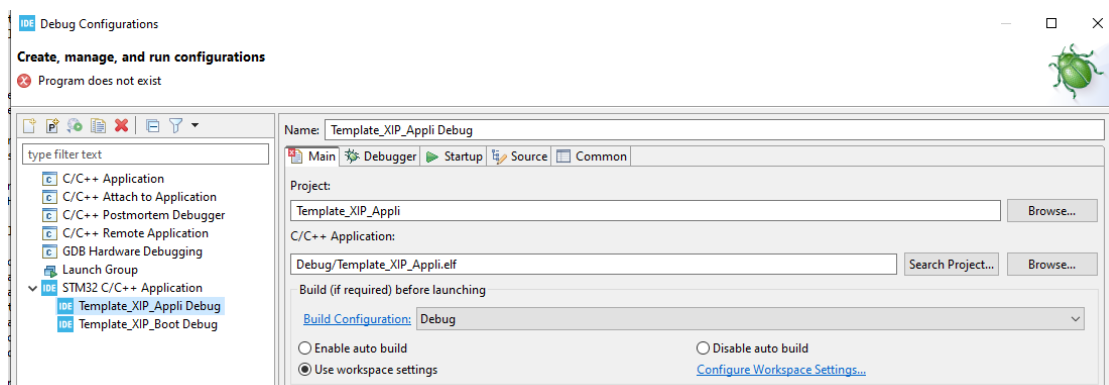 IDE Debug Configurations
Create, manage, and run configurations
Program does not exist
type filter text
C/C++ Application
C/C++ Attach to Application
C/C++ Postmortem Debugger
C/C++ Remote Application
GDB Hardware Debugging
Launch Group
IDE STM32 C/C++ Application
IDE Template_XIP_Appli Debug
IDE Template_XIP_Boot Debug
Name: Template_XIP_Appli Debug
Main Debugger Startup Source Common
Project:
Template_XIP_Appli Browse...
C/C++ Application:
Debug/Template_XIP_Appli.elf Search Project... Browse...
Build (if required) before launching
Build Configuration: Debug
Enable auto build Disable auto build
Use workspace settings Configure Workspace Settings...